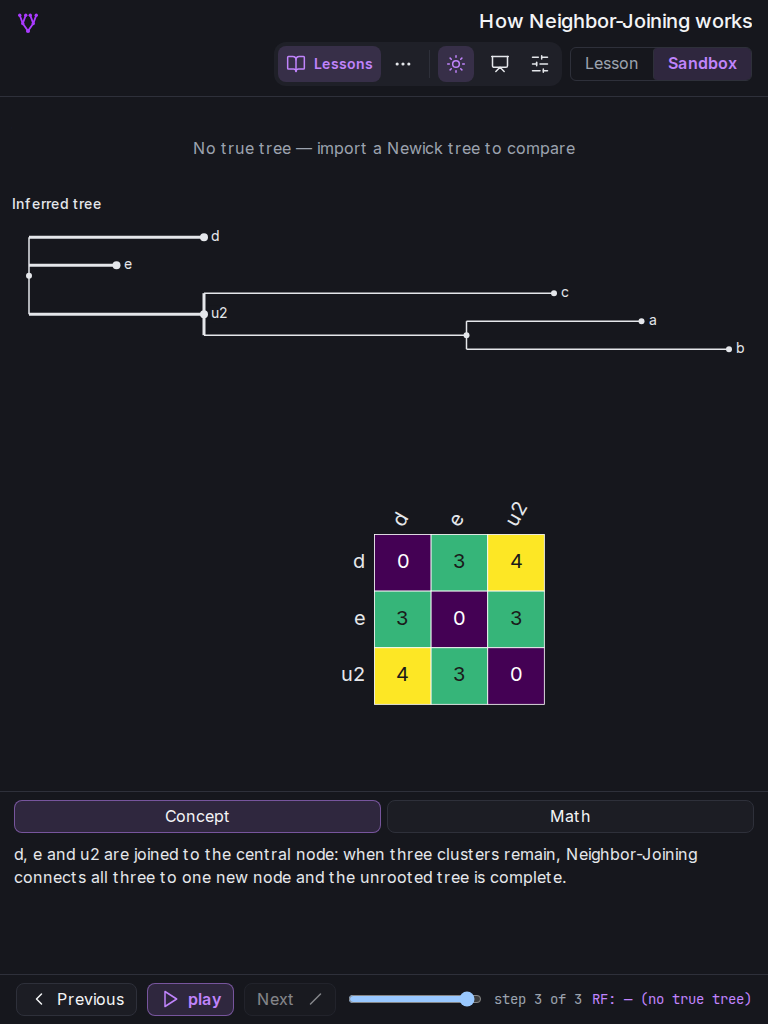 How Neighbor-Joining works
Lessons
Lesson
Sandbox
No true tree — import a Newick tree to compare
Inferred tree
d
e
c
u2
a
b
d e u2
d 0 3 4
e 3 0 3
u2 4 3 0
Concept
Math
d, e and u2 are joined to the central node: when three clusters remain, Neighbor-Joining
connects all three to one new node and the unrooted tree is complete.
Previous
play
Next
step 3 of 3
RF: — (no true tree)